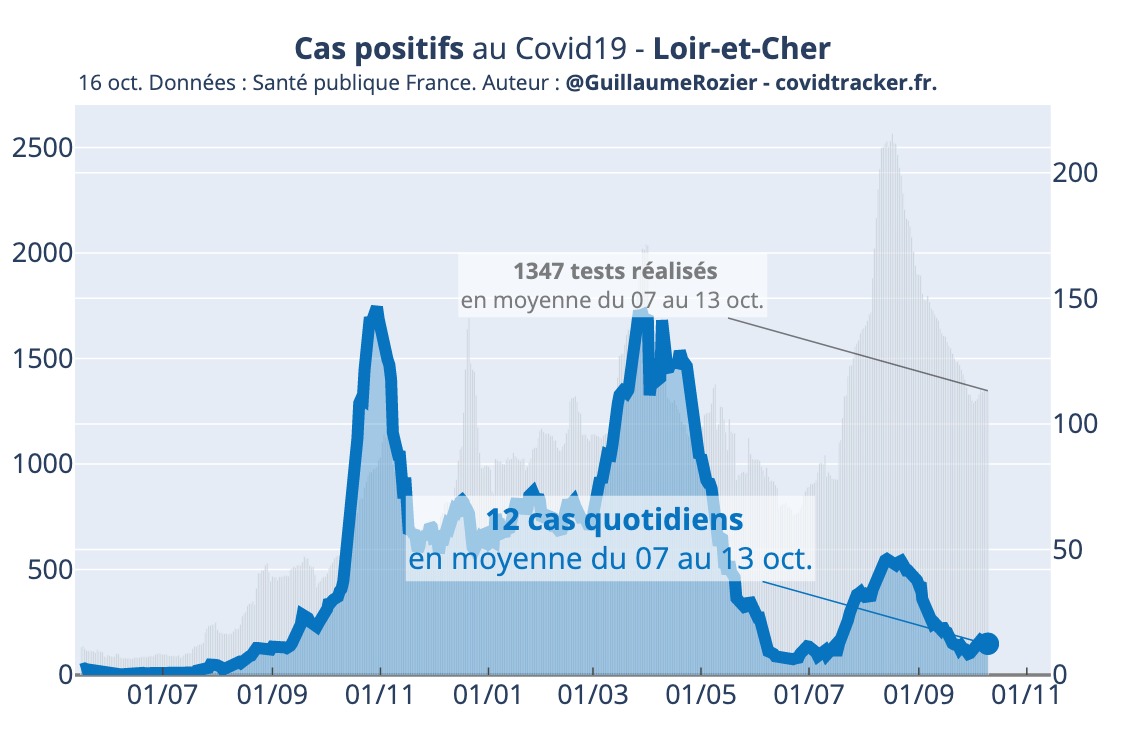 Cas positifs au Covid19 - Loir-et-Cher
16 oct. Données : Santé publique France. Auteur : @GuillaumeRozier - covidtracker.fr.
2500
2000
1500
1000
500
0
200
150
100
50
0
1347 tests réalisés
en moyenne du 07 au 13 oct.
12 cas quotidiens
en moyenne du 07 au 13 oct.
01/07 01/09 01/11 01/01 01/03 01/05 01/07 01/09 01/11